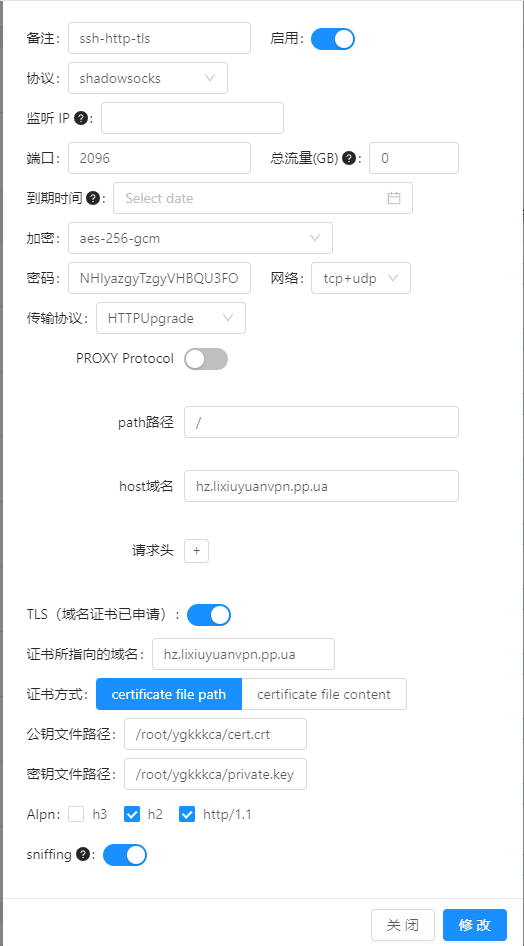 备注: ssh-http-tls 启用:
协议: shadowsocks
监听 IP ?:
端口: 2096 总流量(GB) ?: 0
到期时间 ?: Select date
加密: aes-256-gcm
密码: NHIyazgyTzgyVHBQU3FO 网络: tcp+udp
传输协议: HTTPUpgrade
PROXY Protocol
path路径 /
host域名 hz.lixiuyuanvpn.pp.ua
请求头 +
TLS（域名证书已申请）:
证书所指向的域名: hz.lixiuyuanvpn.pp.ua
证书方式: certificate file path certificate file content
公钥文件路径: /root/ygkkkca/cert.crt
密钥文件路径: /root/ygkkkca/private.key
Alpn: h3 h2 http/1.1
sniffing ?:
关 闭 修 改